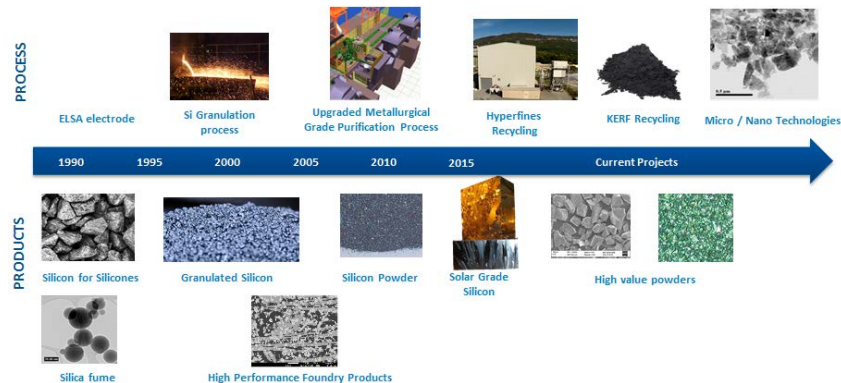 PROCESS
ELSA electrode
Si Granulation
process
Upgraded Metallurgical
Grade Purification Process
Hyperfines
Recycling
KERF Recycling
Micro / Nano Technologies
1990
1995
2000
2005
2010
2015
Current Projects
PRODUCTS
Silicon for Silicones
Granulated Silicon
Silicon Powder
Solar Grade
Silicon
High value powders
Silica fume
High Performance Foundry Products